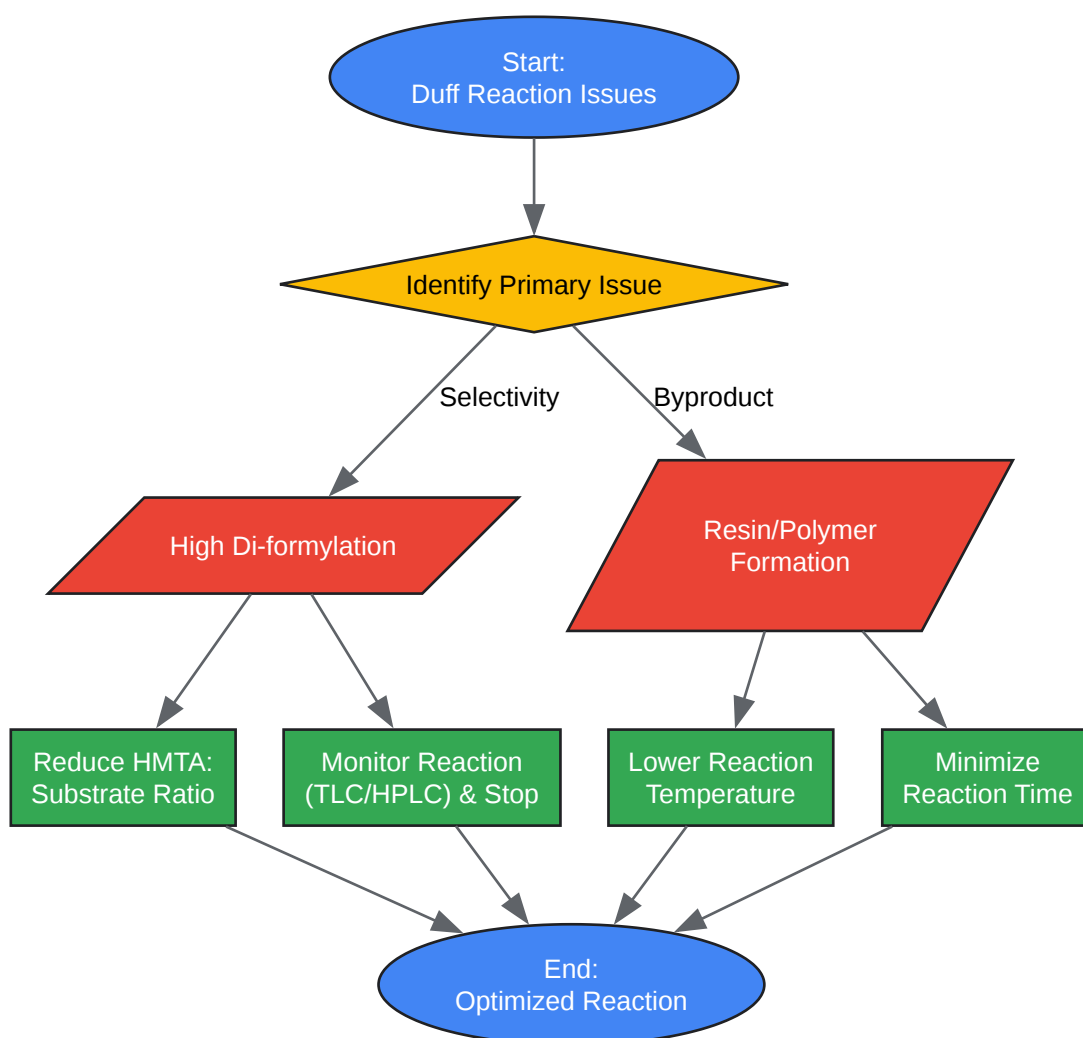 Start:
Duff Reaction Issues
Identify Primary Issue
Selectivity
Byproduct
High Di-formylation
Resin/Polymer
Formation
Reduce HMTA:
Substrate Ratio
Monitor Reaction
(TLC/HPLC) & Stop
Lower Reaction
Temperature
Minimize
Reaction Time
End:
Optimized Reaction